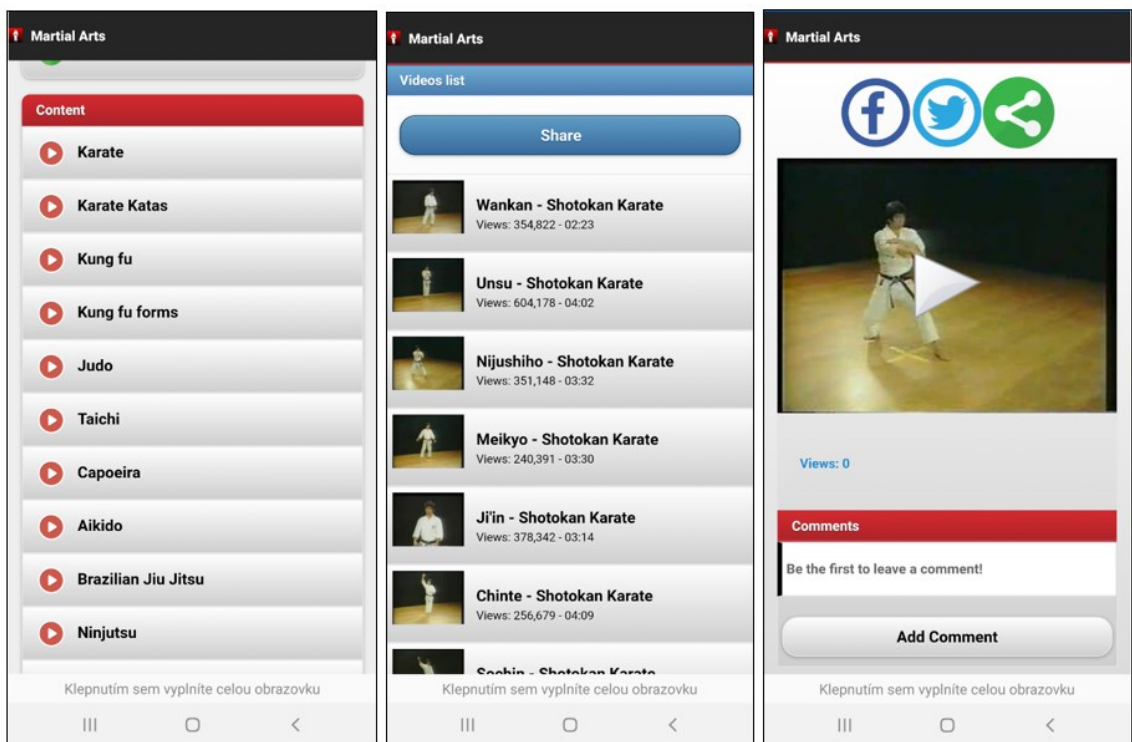 Martial Arts
Content
Karate
Karate Katas
Kung fu
Kung fu forms
Judo
Taichi
Capoeira
Aikido
Brazilian Jiu Jitsu
Ninjutsu
Klepnutím sem vyplníte celou obrazovku
Martial Arts
Videos list
Share
Wankan - Shotokan Karate
Views: 354,822 - 02:23
Unsu - Shotokan Karate
Views: 604,178 - 04:02
Nijushiho - Shotokan Karate
Views: 351,148 - 03:32
Meikyo - Shotokan Karate
Views: 240,391 - 03:30
Ji'in - Shotokan Karate
Views: 378,342 - 03:14
Chinte - Shotokan Karate
Views: 256,679 - 04:09
Sochin - Shotokan Karate
Klepnutím sem vyplníte celou obrazovku
Martial Arts
Views: 0
Comments
Be the first to leave a comment!
Add Comment
Klepnutím sem vyplníte celou obrazovku